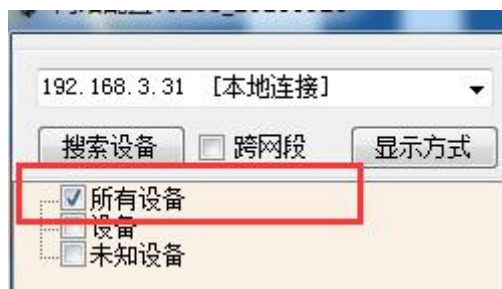 192.168.3.31 [本地连接]
搜索设备 跨网段 显示方式
所有设备
设备
未知设备